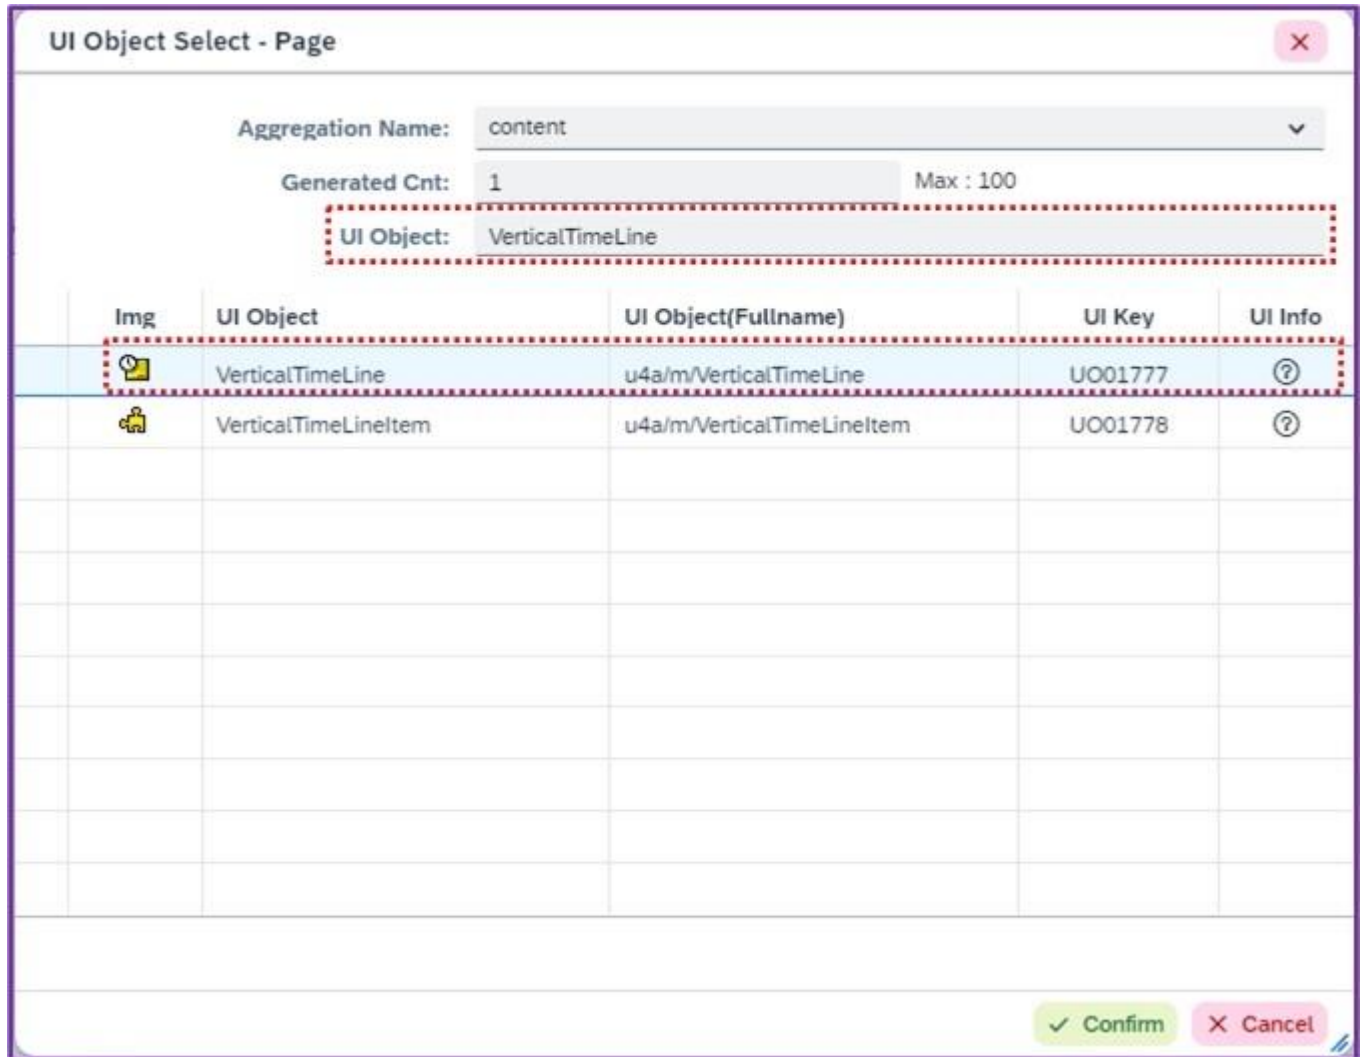 UI Object Select - Page
Aggregation Name: content
Generated Cnt: 1 Max : 100
UI Object: VerticalTimeLine
Img UI Object UI Object(Fullname) UI Key UI Info
VerticalTimeLine u4a/m/VerticalTimeLine UO01777
VerticalTimeLineItem u4a/m/VerticalTimeLineItem UO01778
Confirm Cancel